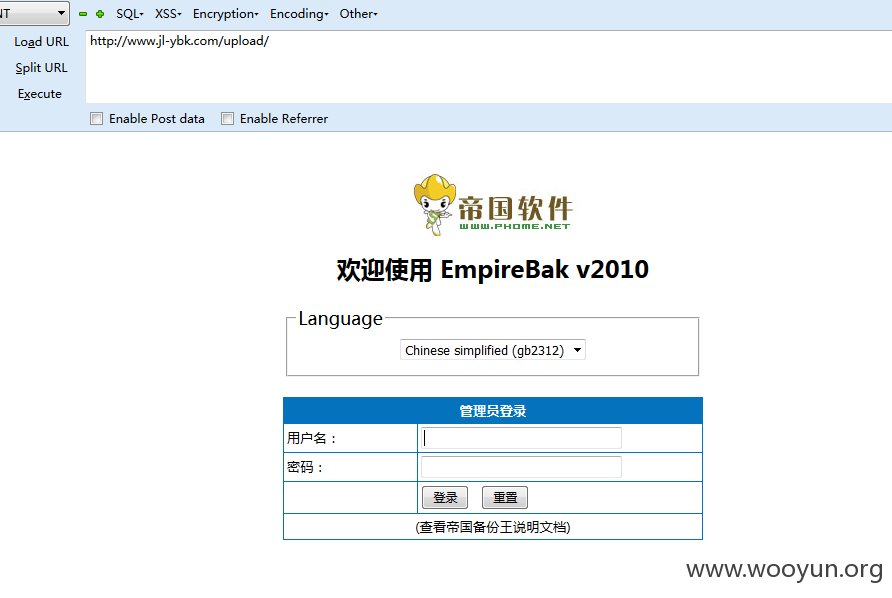 NT SQL- XSS- Encryption- Encoding- Other-
Load URL http://www.jl-ybk.com/upload/
Split URL
Execute
Enable Post data Enable Referrer
帝国软件
WWW.PHOME.NET
欢迎使用 EmpireBak v2010
Language
Chinese simplified (gb2312)
管理员登录
用户名：
密码：
登录 重置
(查看帝国备份王说明文档)
www.wooyun.org